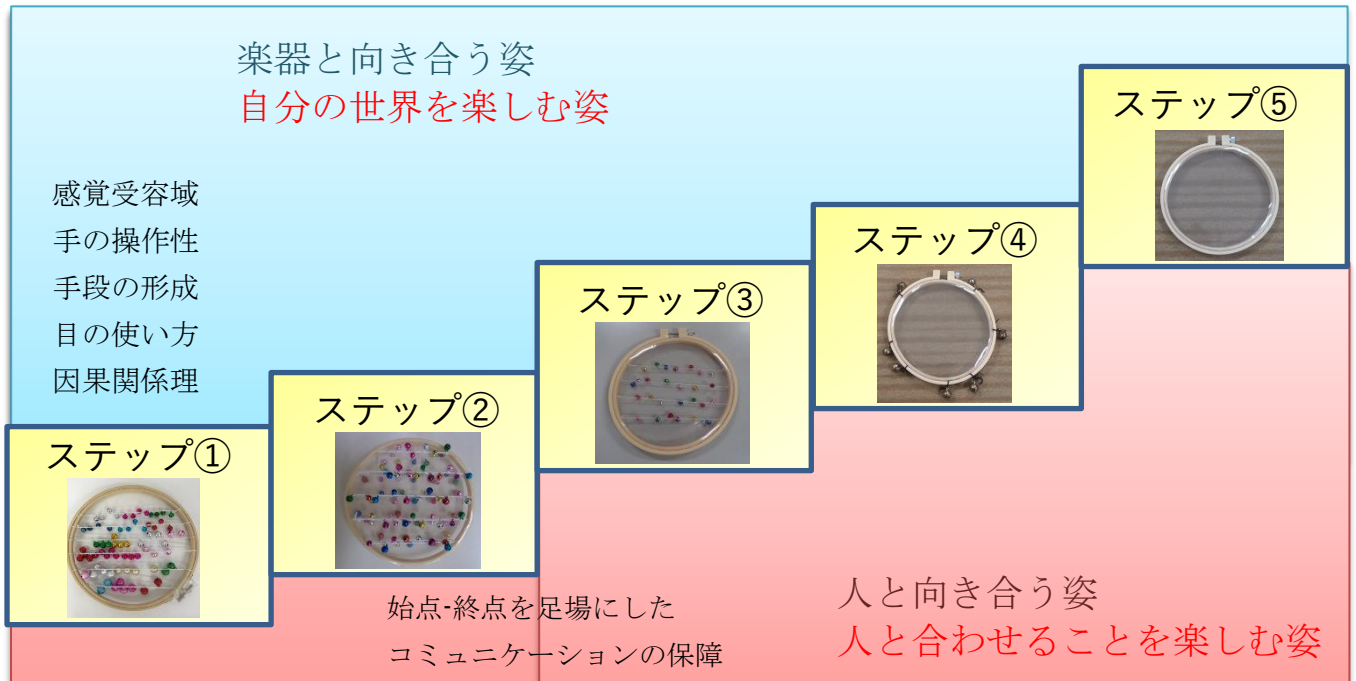 楽器と向き合う姿
自分の世界を楽しむ姿
感覚受容域
手の操作性
手段の形成
目の使い方
因果関係理
ステップ①
ステップ②
ステップ③
ステップ④
ステップ⑤
始点-終点を足場にした
コミュニケーションの保障
人と向き合う姿
人と合わせることを楽しむ姿